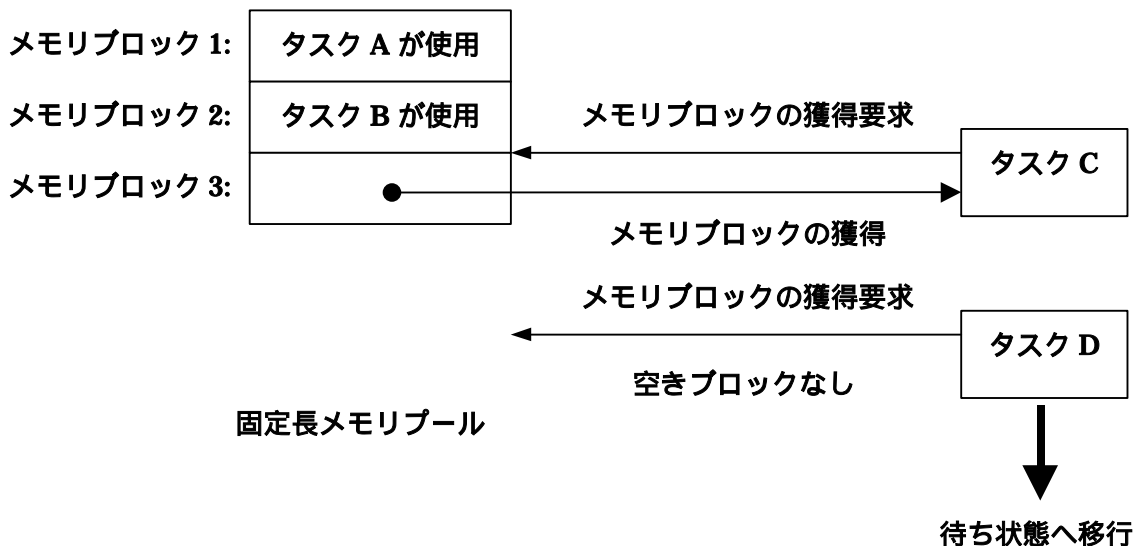 メモリブロック 1:
タスク A が使用
メモリブロック 2:
タスク B が使用
メモリブロックの獲得要求
タスク C
メモリブロック 3:
メモリブロックの獲得
メモリブロックの獲得要求
タスク D
空きブロックなし
固定長メモリプール
待ち状態へ移行